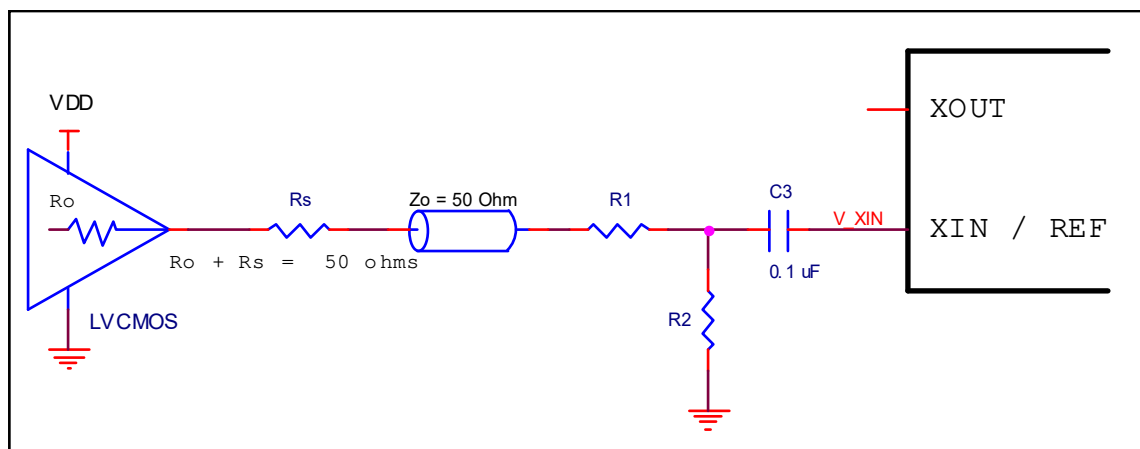 VDD
XOUT
Ro
Rs
Zo = 50 Ohm
R1
C3
V_XIN
XIN / REF
Ro + Rs = 50 ohms
0.1 uF
LVCMOS
R2